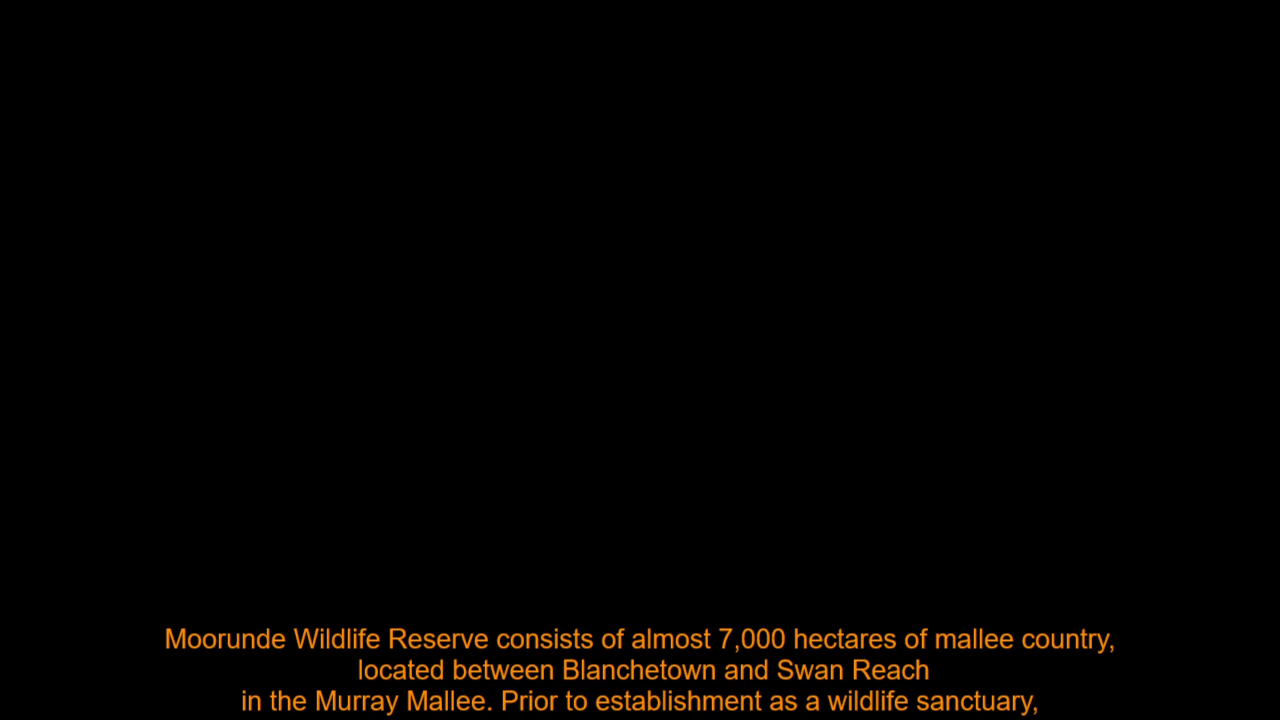 Moorunde Wildlife Reserve consists of almost 7,000 hectares of mallee country,
located between Blanchetown and Swan Reach
in the Murray Mallee. Prior to establishment as a wildlife sanctuary,